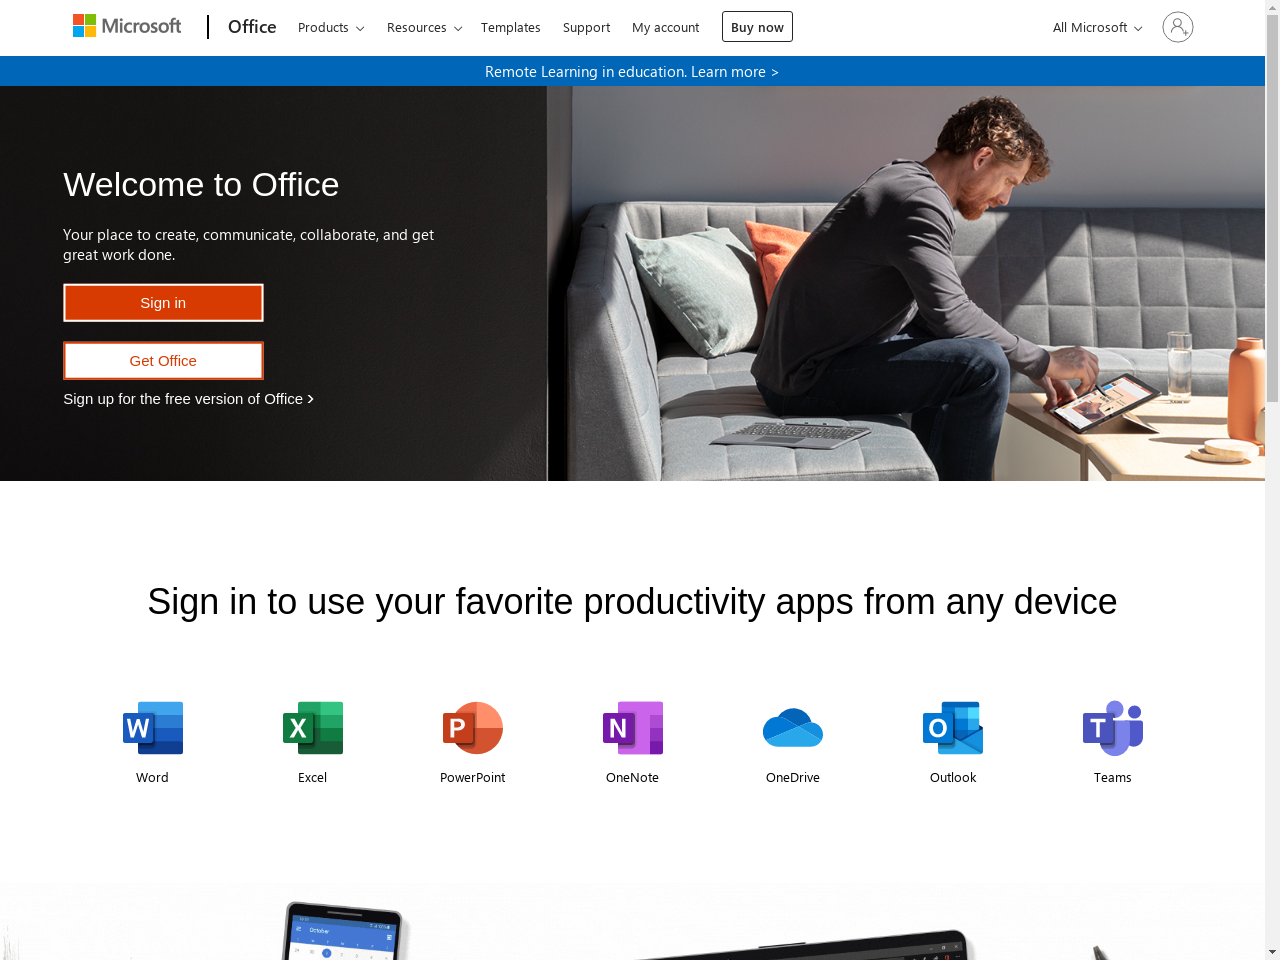 Microsoft Office Products Resources Templates Support My account Buy now All Microsoft
Remote Learning in education. Learn more >
Welcome to Office
Your place to create, communicate, collaborate, and get
great work done.
Sign in
Get Office
Sign up for the free version of Office
Sign in to use your favorite productivity apps from any device
W X P N O T
Word Excel PowerPoint OneNote OneDrive Outlook Teams
October